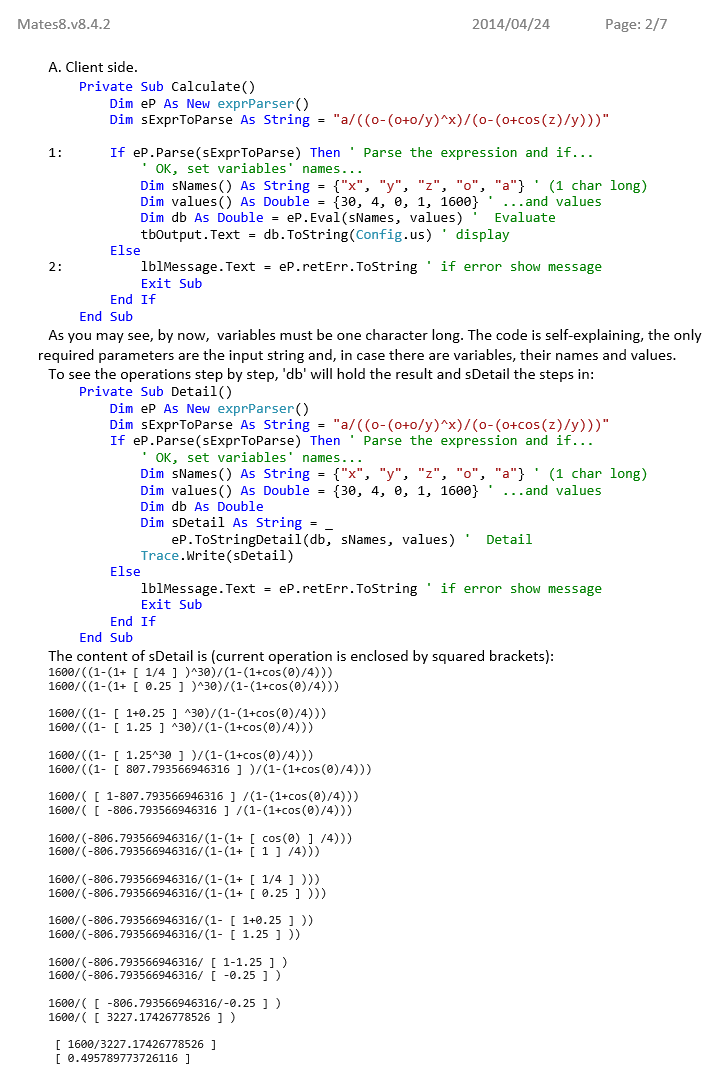 Mates8.v8.4.2 2014/04/24 Page: 2/7
A. Client side.
Private Sub Calculate()
Dim eP As New exprParser()
Dim sExprToParse As String = "a/((o-(o+o/y)^x)/(o-(o+cos(z)/y)))"
1: If eP.Parse(sExprToParse) Then ' Parse the expression and if...
' OK, set variables' names...
Dim sNames() As String = {"x", "y", "z", "o", "a"} ' (1 char long)
Dim values() As Double = {30, 4, 0, 1, 1600} ' ...and values
Dim db As Double = eP.Eval(sNames, values) '  Evaluate
tbOutput.Text = db.ToString(Config.us) ' display
Else
2: lblMessage.Text = eP.retErr.ToString ' if error show message
Exit Sub
End If
End Sub
As you may see, by now,  variables must be one character long. The code is self-explaining, the only
required parameters are the input string and, in case there are variables, their names and values.
To see the operations step by step, 'db' will hold the result and sDetail the steps in:
Private Sub Detail()
Dim eP As New exprParser()
Dim sExprToParse As String = "a/((o-(o+o/y)^x)/(o-(o+cos(z)/y)))"
If eP.Parse(sExprToParse) Then ' Parse the expression and if...
' OK, set variables' names...
Dim sNames() As String = {"x", "y", "z", "o", "a"} ' (1 char long)
Dim values() As Double = {30, 4, 0, 1, 1600} ' ...and values
Dim db As Double
Dim sDetail As String = _
eP.ToStringDetail(db, sNames, values) '  Detail
Trace.Write(sDetail)
Else
lblMessage.Text = eP.retErr.ToString ' if error show message
Exit Sub
End If
End Sub
The content of sDetail is (current operation is enclosed by squared brackets):
1600/((1-(1+ [ 1/4 ] )^30)/(1-(1+cos(0)/4)))
1600/((1-(1+ [ 0.25 ] )^30)/(1-(1+cos(0)/4)))
1600/((1- [ 1+0.25 ] ^30)/(1-(1+cos(0)/4)))
1600/((1- [ 1.25 ] ^30)/(1-(1+cos(0)/4)))
1600/((1- [ 1.25^30 ] )/(1-(1+cos(0)/4)))
1600/((1- [ 807.793566946316 ] )/(1-(1+cos(0)/4)))
1600/( [ 1-807.793566946316 ] /(1-(1+cos(0)/4)))
1600/( [ -806.793566946316 ] /(1-(1+cos(0)/4)))
1600/(-806.793566946316/(1-(1+ [ cos(0) ] /4)))
1600/(-806.793566946316/(1-(1+ [ 1 ] /4)))
1600/(-806.793566946316/(1-(1+ [ 1/4 ] )))
1600/(-806.793566946316/(1-(1+ [ 0.25 ] )))
1600/(-806.793566946316/(1- [ 1+0.25 ] ))
1600/(-806.793566946316/(1- [ 1.25 ] ))
1600/(-806.793566946316/ [ 1-1.25 ] )
1600/(-806.793566946316/ [ -0.25 ] )
1600/( [ -806.793566946316/-0.25 ] )
1600/( [ 3227.17426778526 ] )
[ 1600/3227.17426778526 ]
[ 0.495789773726116 ]